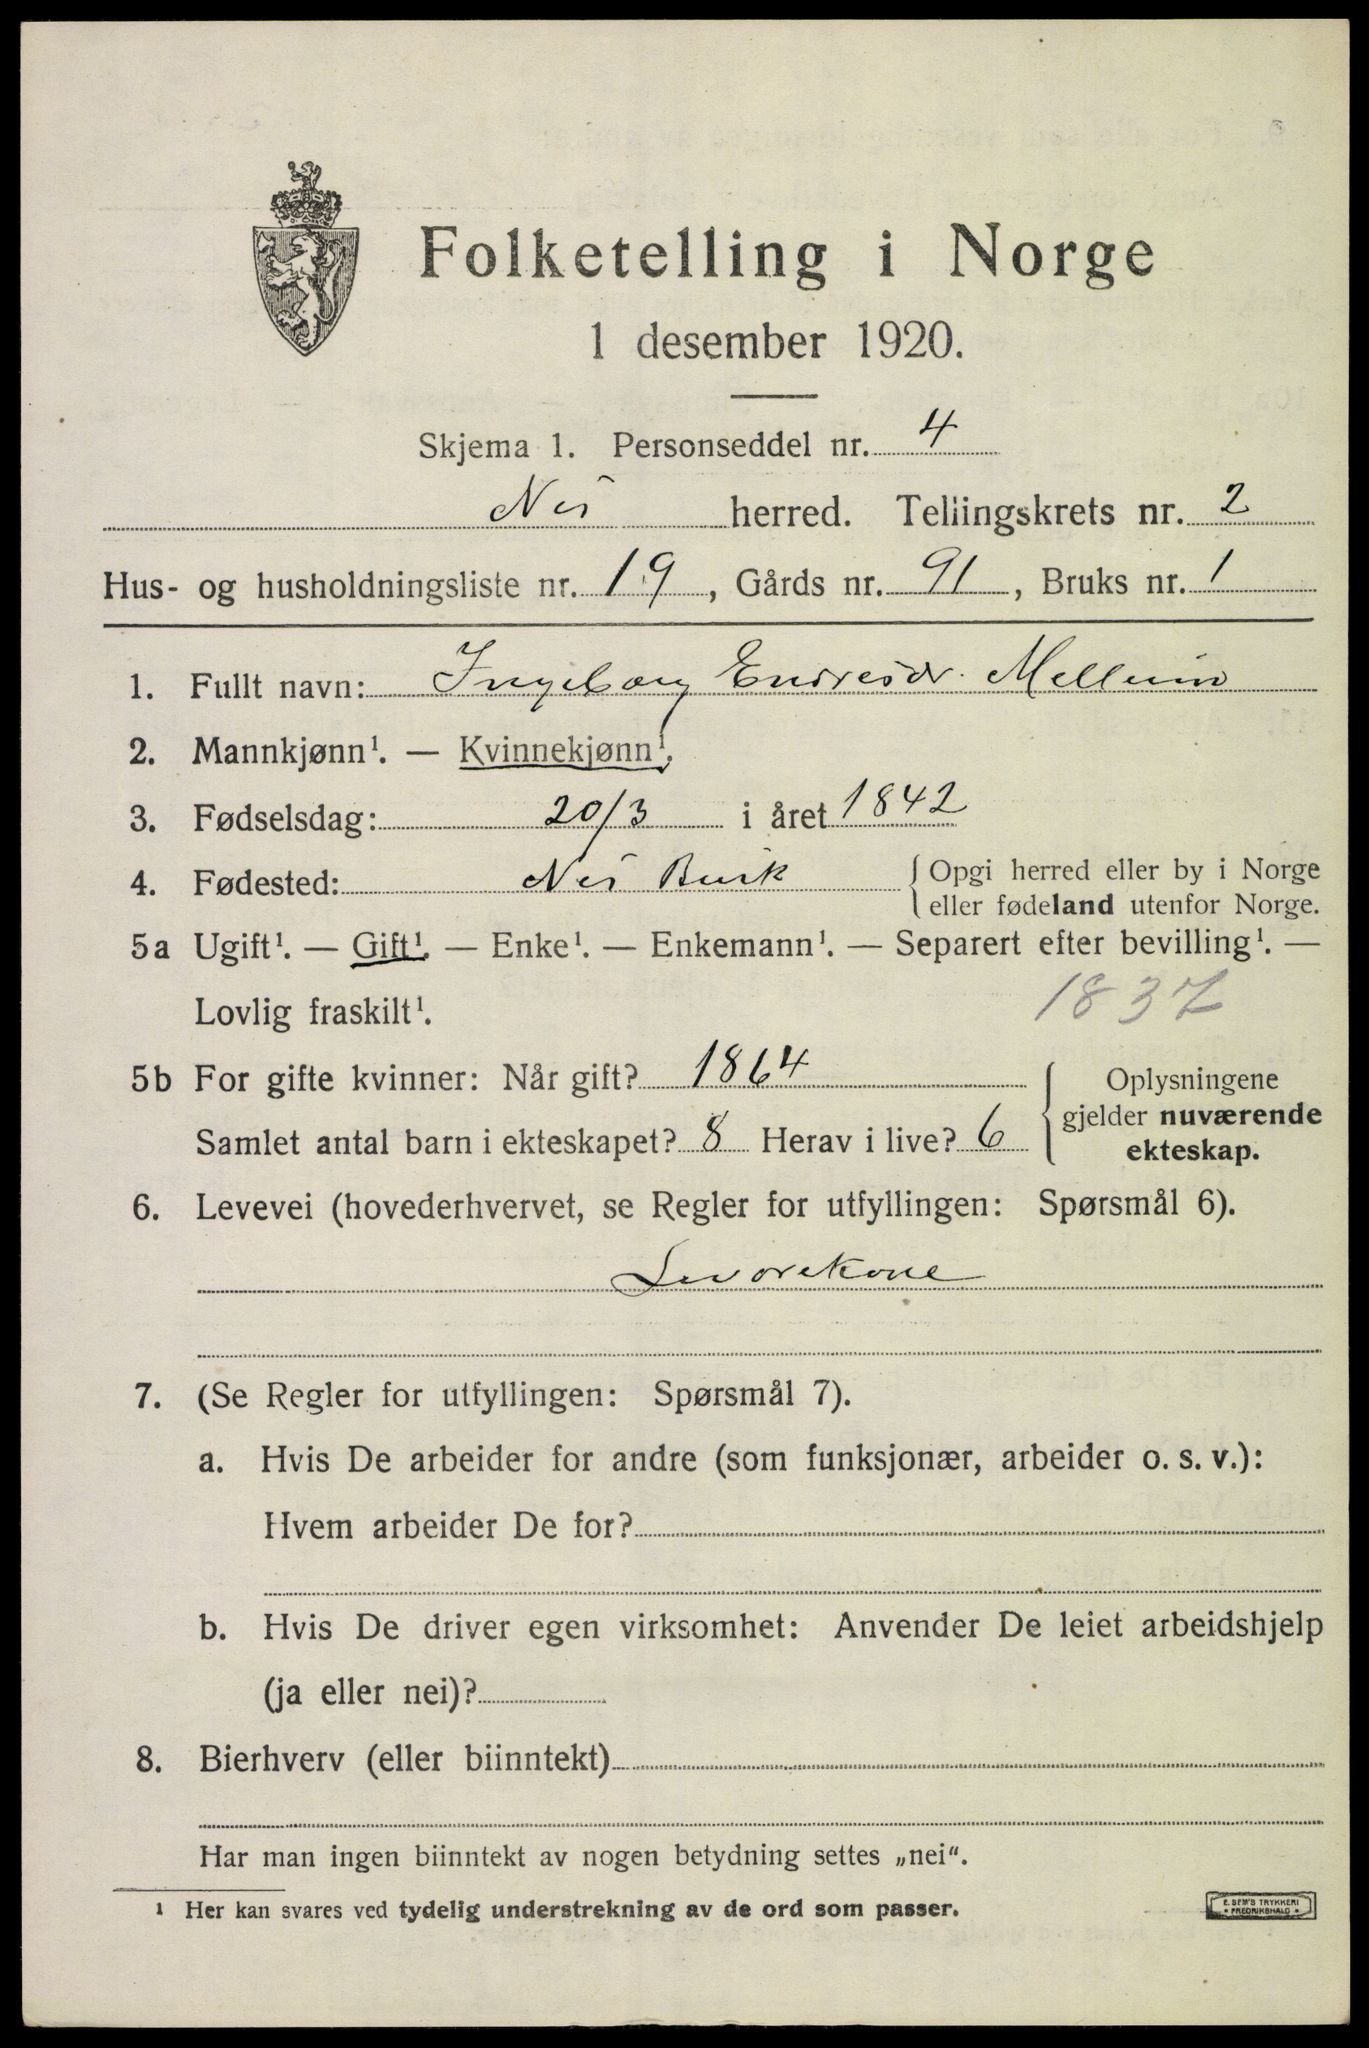 Folketelling i Norge
1 desember 1920.
Skjema 1. Personseddel nr. 4
Nes herred. Tellingskrets nr. 2
Hus- og husholdningsliste nr. 19, Gårds nr. 91, Bruks nr. 1
1. Fullt navn: Ingeborg Endresdr. Mellum
2. Mannkjønn¹. — Kvinnekjønn¹.
3. Fødselsdag: 20/3 i året 1842
4. Fødested: Nes Busk {Opgi herred eller by i Norge
eller fødeland utenfor Norge.
5a Ugift¹. — Gift¹. — Enke¹. — Enkemann¹. — Separert efter bevilling¹. —
Lovlig fraskilt¹. 1837
5b For gifte kvinner: Når gift? 1864
Samlet antal barn i ekteskapet? 8 Herav i live? 6
Oplysningene
gjelder nuværende
ekteskap.
6. Levevei (hovederhvervet, se Regler for utfyllingen: Spørsmål 6).
7. (Se Regler for utfyllingen: Spørsmål 7).
a. Hvis De arbeider for andre (som funksjonær, arbeider o. s. v.):
Hvem arbeider De for?
b. Hvis De driver egen virksomhet: Anvender De leiet arbeidshjelp
(ja eller nei)?
8. Bierhverv (eller biinntekt)
Har man ingen biinntekt av nogen betydning settes „nei“.
¹ Her kan svares ved tydelig understrekning av de ord som passer.
E. SEM'S TRYKKERI
FREDRIKSHALD